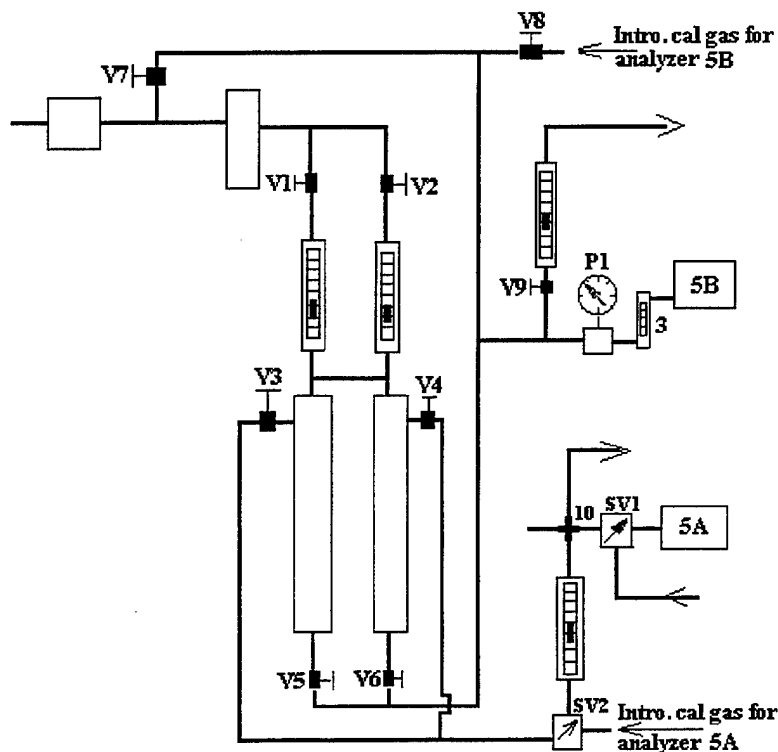 V8
Intro. cal gas for
analyzer 5B
V7
V1
V2
P1
5B
V9
3
V3
V4
10
SV1
5A
V5
V6
SV2
Intro. cal gas for
analyzer 5A